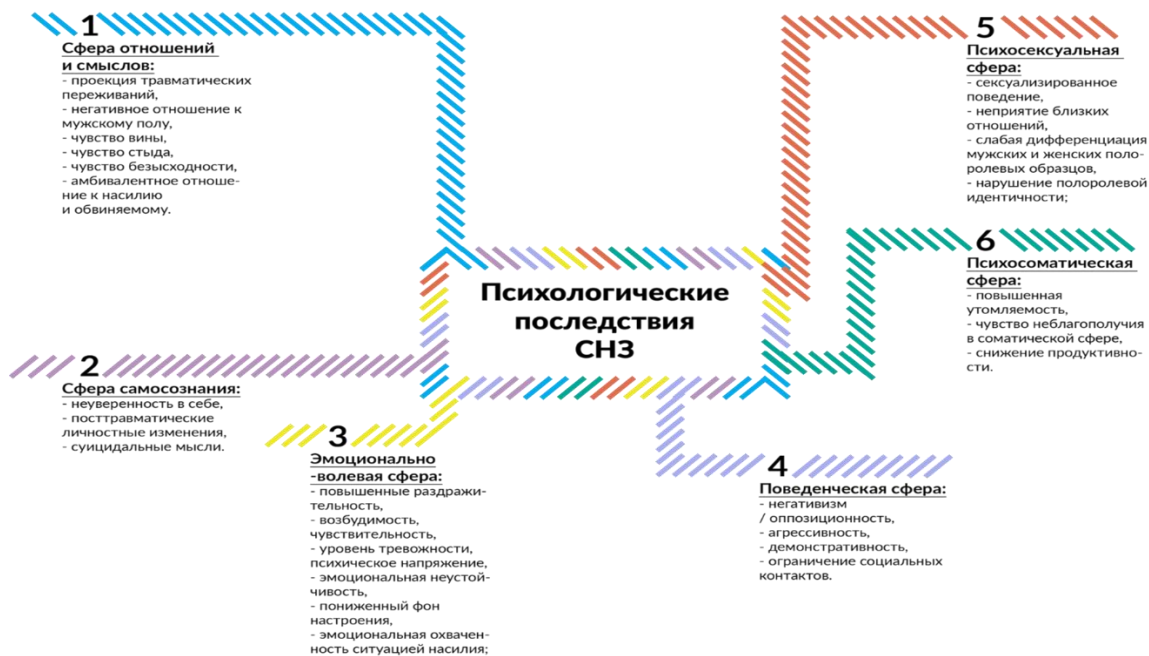 1
Сфера отношений
и смыслов:
- проекция травматических
переживаний,
- негативное отношение к
мужскому полу,
- чувство вины,
- чувство стыда,
- чувство безысходности,
- амбивалентное отноше-
ние к насилию
и обвиняемому.
2
Сфера самосознания:
- неуверенность в себе,
- посттравматические
личностные изменения,
- суицидальные мысли.
3
Эмоционально
-волевая сфера:
- повышенные раздражи-
тельность,
- возбудимость,
чувствительность,
- уровень тревожности,
психическое напряжение,
- эмоциональная неустой-
чивость,
- пониженный фон
настроения,
- эмоциональная охвачен-
ность ситуацией насилия;
Психологические
последствия
СНЗ
4
Поведенческая сфера:
- негативизм
/ оппозиционность,
- агрессивность,
- демонстративность,
- ограничение социальных
контактов.
5
Психосексуальная
сфера:
- сексуализированное
поведение,
- неприятие близких
отношений,
- слабая дифференциация
мужских и женских поло-
ролевых образцов,
- нарушение полоролевой
идентичности;
6
Психосоматическая
сфера:
- повышенная
утомляемость,
- чувство неблагополучия
в соматической сфере,
- снижение продуктивно-
сти.